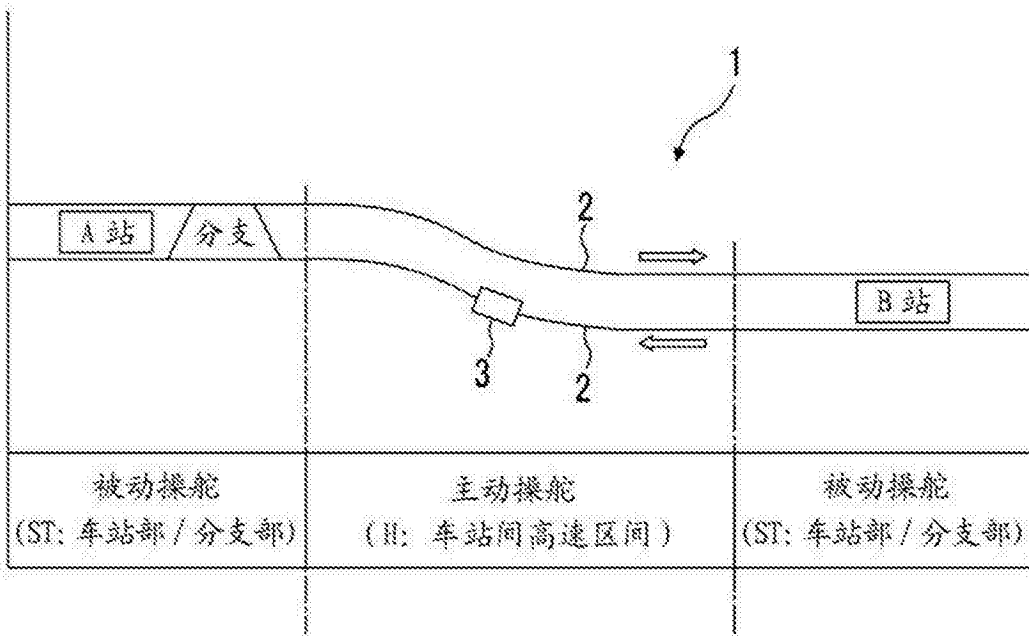 1
2
A 站
分支
B 站
3
2
被动操舵
(ST: 车站部 / 分支部)
主动操舵
(H: 车站间高速区间)
被动操舵
(ST: 车站部 / 分支部)